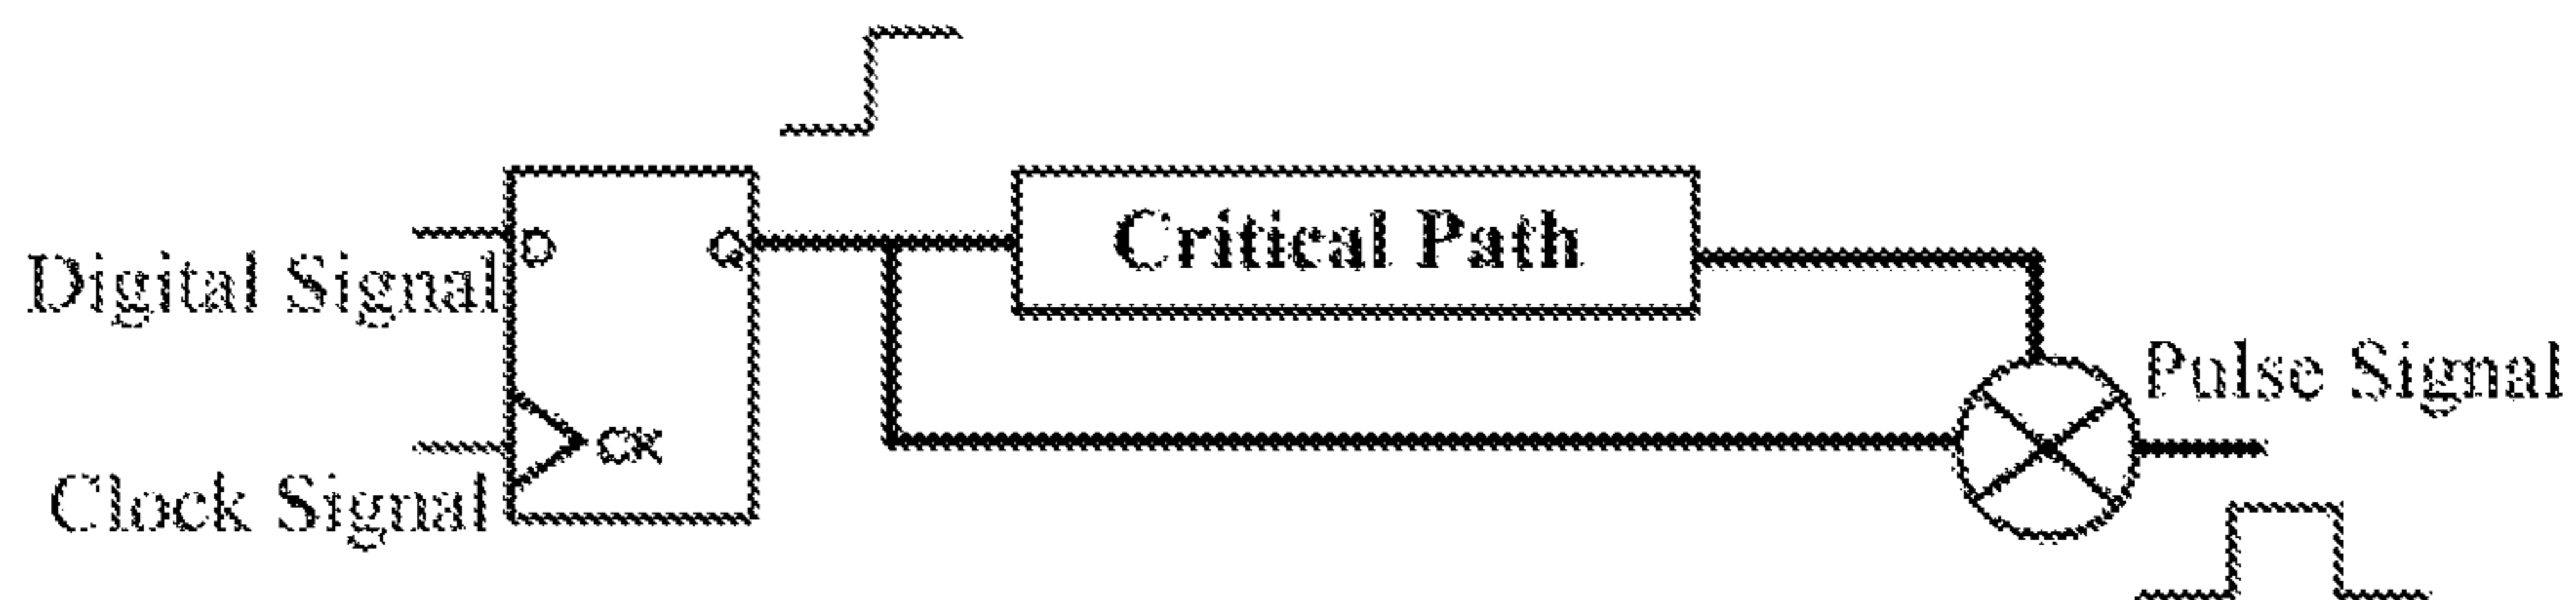 Critical Path
D
Q
Digital Signal
Pulse Signal
CK
Clock Signal